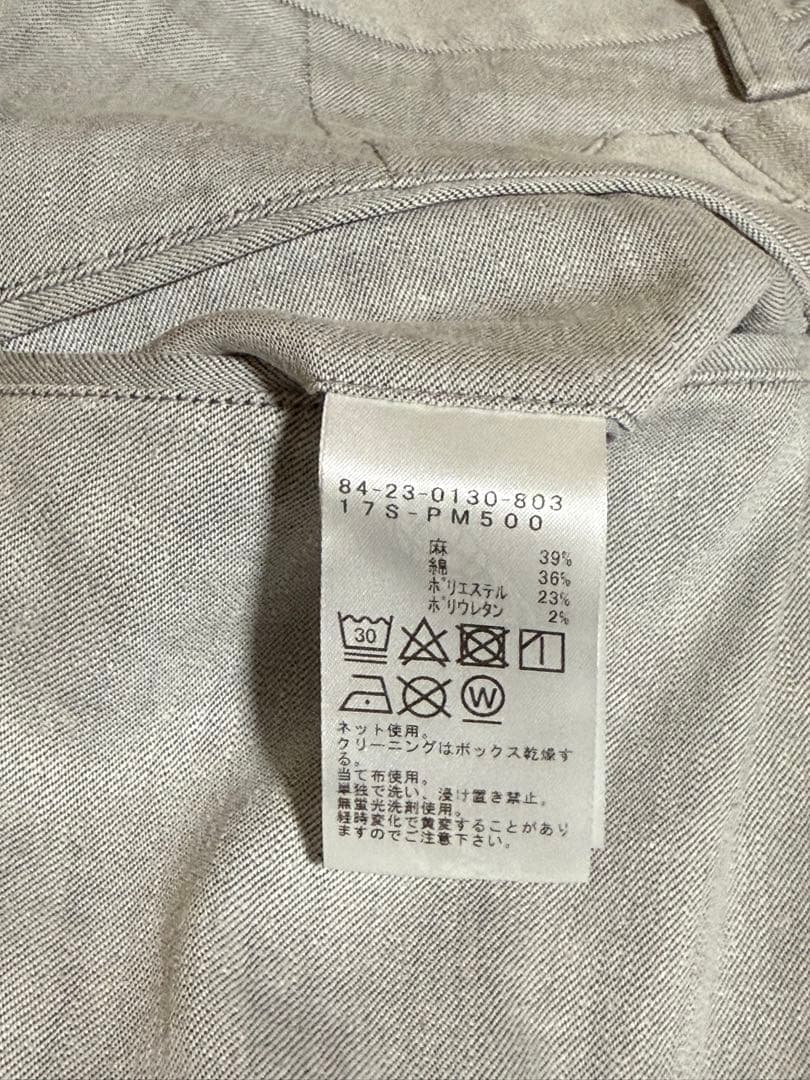 84-23-0130-803
17S-PM500
麻 39%
綿 36%
ポリエステル 23%
ポリウレタン 2%
30
W
ネット使用。
クリーニングはボックス乾燥す
る。
当て布使用。
単独で洗い、浸け置き禁止。
無蛍光洗剤使用。
経時変化で黄変することがあり
ますのでご注意下さい。